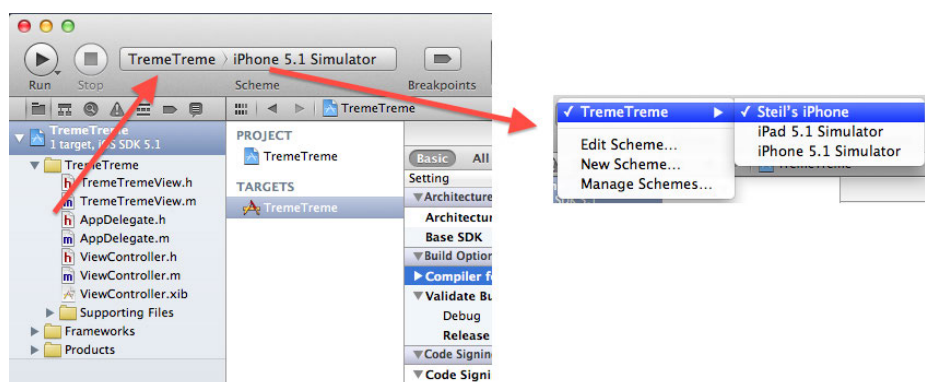 TremeTreme iPhone 5.1 Simulator
Run Stop Scheme Breakpoints
TremeTreme
TremeTreme
1 target, iOS SDK 5.1
TremeTreme
TremeTremeView.h
TremeTremeView.m
AppDelegate.h
AppDelegate.m
ViewController.h
ViewController.m
ViewController.xib
Supporting Files
Frameworks
Products
PROJECT
TremeTreme
TARGETS
TremeTreme
Basic All
Setting
Architecture
Architectur
Base SDK
Build Option
Compiler f
Validate Bu
Debug
Release
Code Signin
Code Signi
✓ TremeTreme
Edit Scheme...
New Scheme...
Manage Schemes...
✓ Steil's iPhone
iPad 5.1 Simulator
iPhone 5.1 Simulator